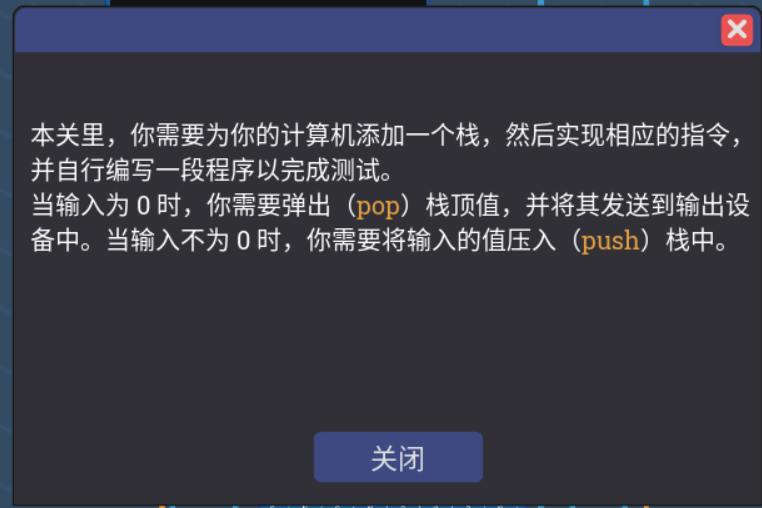 本关里，你需要为你的计算机添加一个栈，然后实现相应的指令，
并自行编写一段程序以完成测试。
当输入为 0 时，你需要弹出（pop）栈顶值，并将其发送到输出设
备中。当输入不为 0 时，你需要将输入的值压入（push）栈中。
关闭